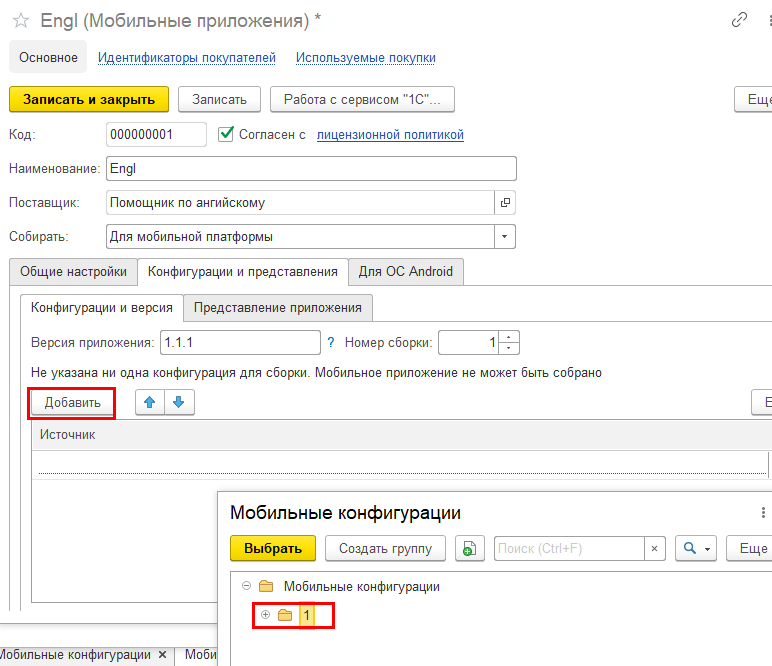 Engl (Мобильные приложения) *
Основное Идентификаторы покупателей Используемые покупки
Записать и закрыть Записать Работа с сервисом "1С"... Еще
Код: 000000001 Согласен с лицензионной политикой
Наименование: Engl
Поставщик: Помощник по ангийскому
Собирать: Для мобильной платформы
Общие настройки Конфигурации и представления Для ОС Android
Конфигурации и версия Представление приложения
Версия приложения: 1.1.1 ? Номер сборки: 1
Не указана ни одна конфигурация для сборки. Мобильное приложение не может быть собрано
Добавить Е
Источник
Мобильные конфигурации
Выбрать Создать группу Поиск (Ctrl+F) × Еще
Мобильные конфигурации
1
Мобильные конфигурации × Моби